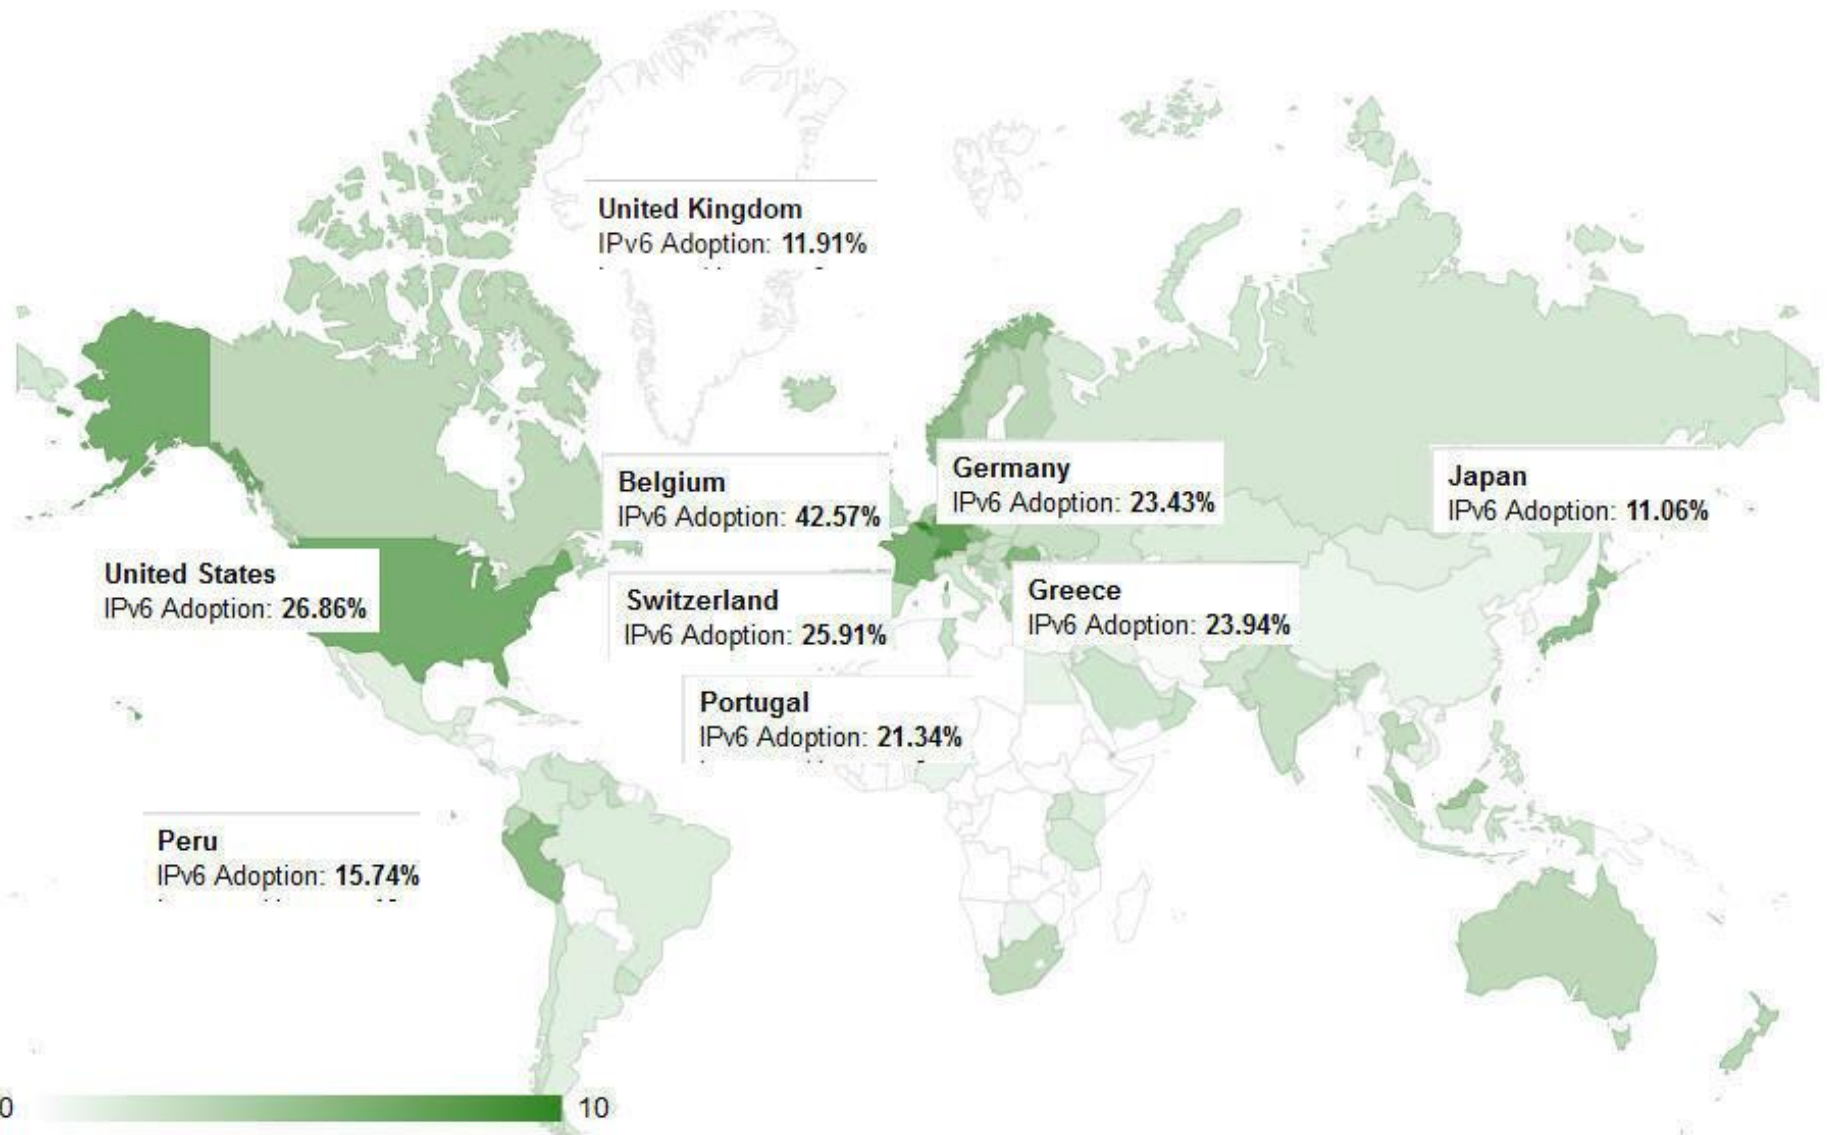 United Kingdom
IPv6 Adoption: 11.91%
Belgium
IPv6 Adoption: 42.57%
Germany
IPv6 Adoption: 23.43%
Japan
IPv6 Adoption: 11.06%
United States
IPv6 Adoption: 26.86%
Switzerland
IPv6 Adoption: 25.91%
Greece
IPv6 Adoption: 23.94%
Portugal
IPv6 Adoption: 21.34%
Peru
IPv6 Adoption: 15.74%
0
10